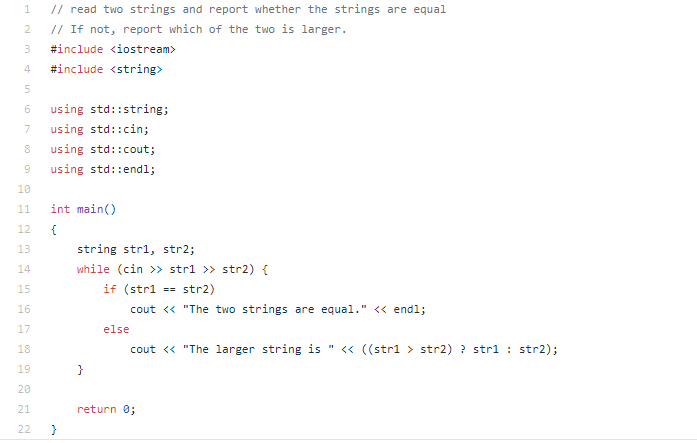 1 // read two strings and report whether the strings are equal
2 // If not, report which of the two is larger.
3 #include <iostream>
4 #include <string>
5
6 using std::string;
7 using std::cin;
8 using std::cout;
9 using std::endl;
10
11 int main()
12 {
13     string str1, str2;
14     while (cin >> str1 >> str2) {
15         if (str1 == str2)
16             cout << "The two strings are equal." << endl;
17         else
18             cout << "The larger string is " << ((str1 > str2) ? str1 : str2);
19     }
20
21     return 0;
22 }